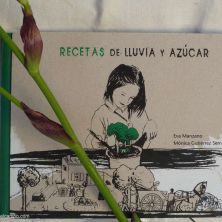 RECETAS DE LLUVIA Y AZÚCAR
Eva Manzano
Mónica Gutiérrez Serna